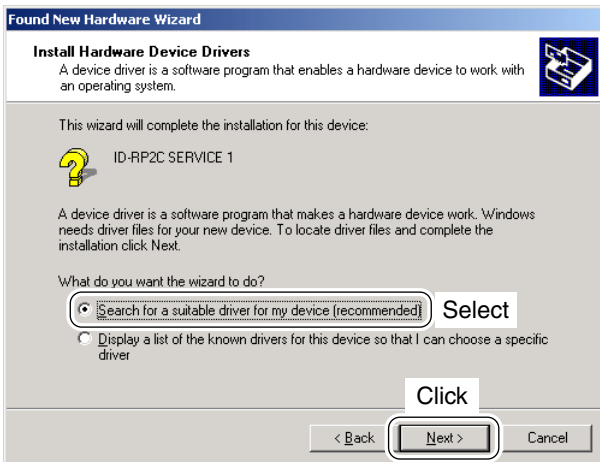 Found New Hardware Wizard
Install Hardware Device Drivers
A device driver is a software program that enables a hardware device to work with
an operating system.
This wizard will complete the installation for this device:
ID-RP2C SERVICE 1
A device driver is a software program that makes a hardware device work. Windows
needs driver files for your new device. To locate driver files and complete the
installation click Next.
What do you want the wizard to do?
Search for a suitable driver for my device (recommended) Select
Display a list of the known drivers for this device so that I can choose a specific
driver
Click
< Back Next > Cancel